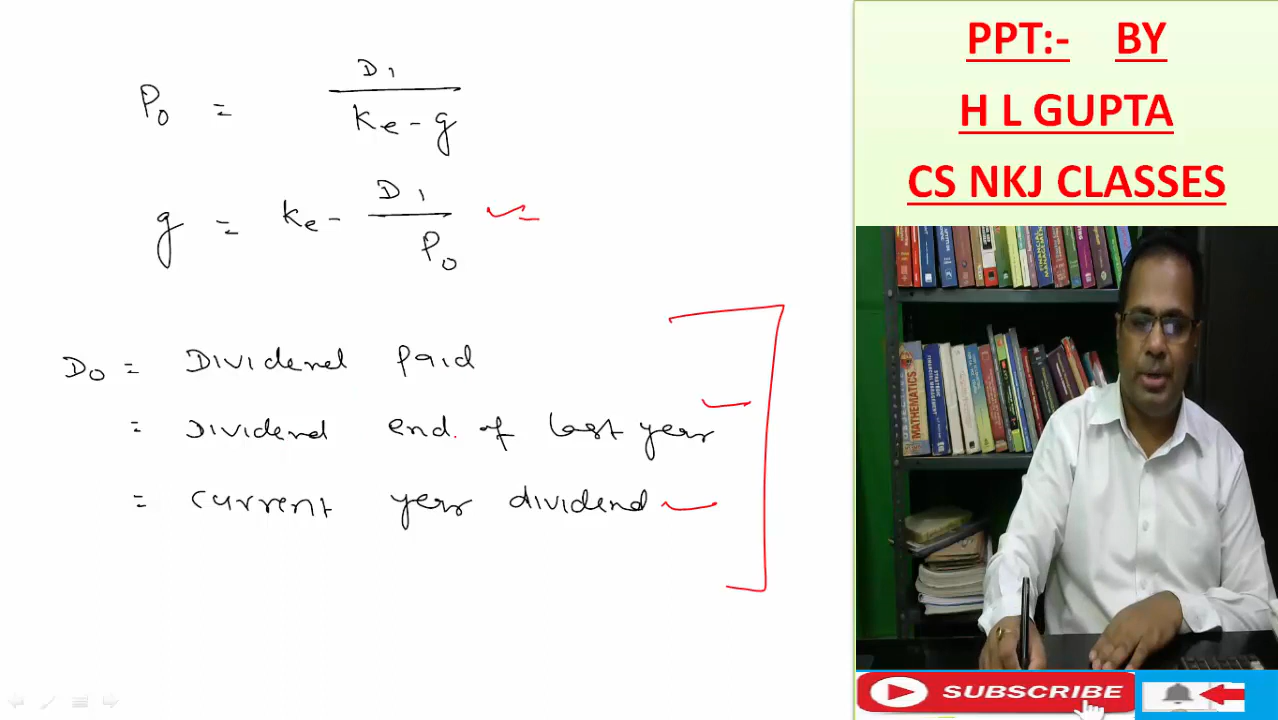 P₀ = D₁ / Ke - g
g = Ke - D₁ / P₀
D₀ = Dividend Paid
= Dividend end. of last year
= current year dividend
PPT:- BY
H L GUPTA
CS NKJ CLASSES
MATHEMATICS
SUBSCRIBE